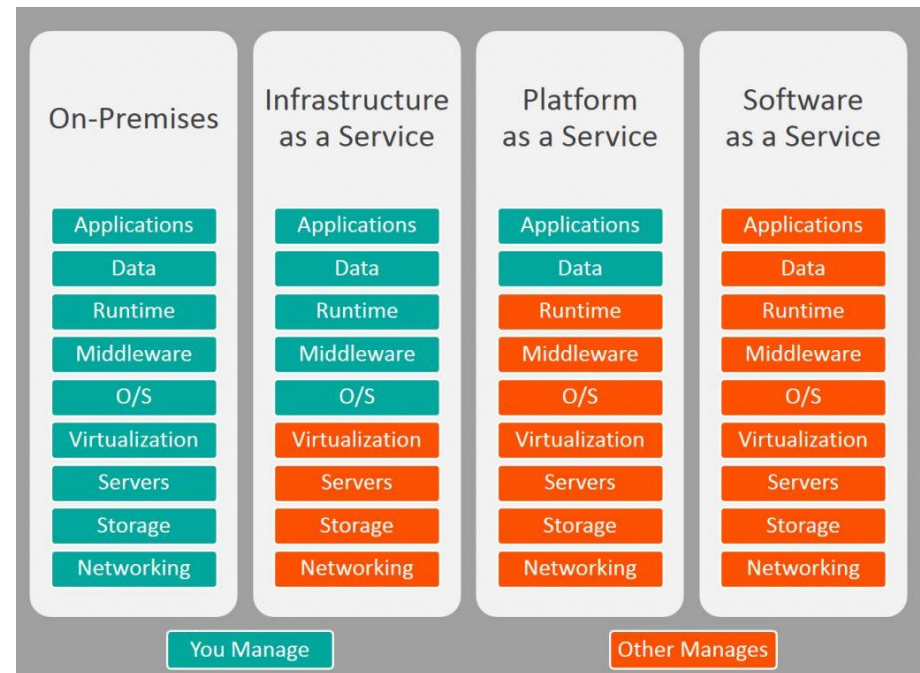 On-Premises
Applications
Data
Runtime
Middleware
O/S
Virtualization
Servers
Storage
Networking
Infrastructure
as a Service
Applications
Data
Runtime
Middleware
O/S
Virtualization
Servers
Storage
Networking
Platform
as a Service
Applications
Data
Runtime
Middleware
O/S
Virtualization
Servers
Storage
Networking
Software
as a Service
Applications
Data
Runtime
Middleware
O/S
Virtualization
Servers
Storage
Networking
You Manage
Other Manages